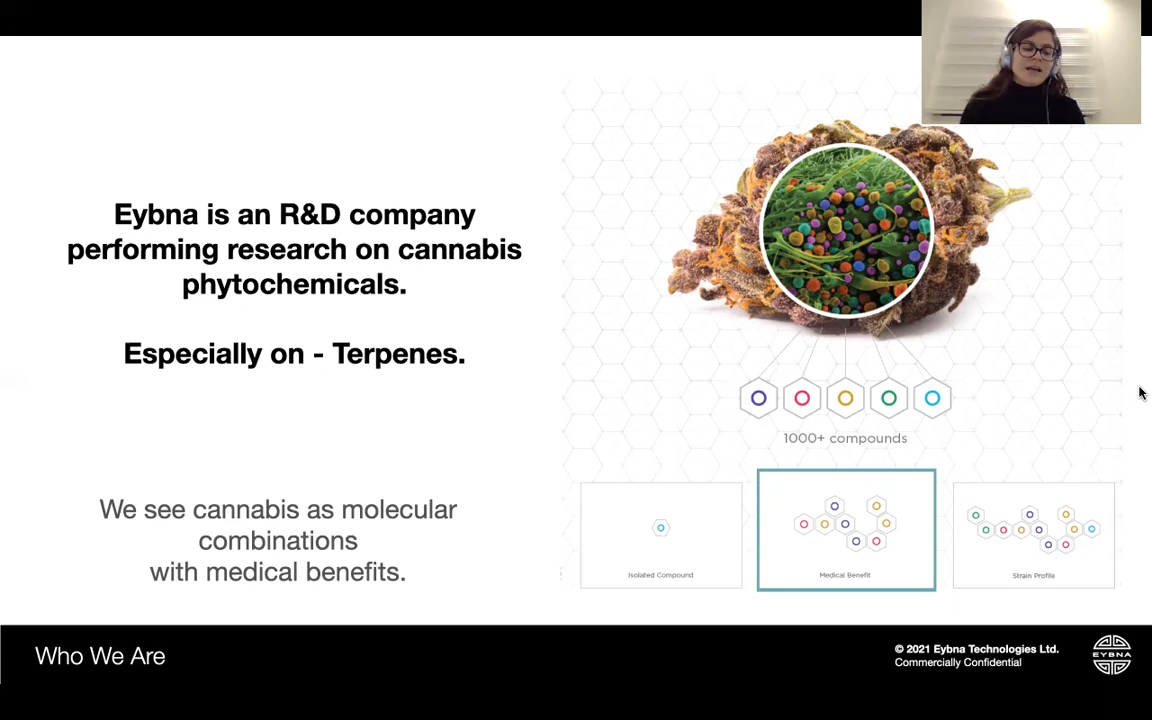 Eybna is an R&D company
performing research on cannabis
phytochemicals.
Especially on - Terpenes.
We see cannabis as molecular
combinations
with medical benefits.
1000+ compounds
Isolated Compound
Medical Benefit
Strain Profile
Who We Are
© 2021 Eybna Technologies Ltd.
Commercially Confidential
EYBNA